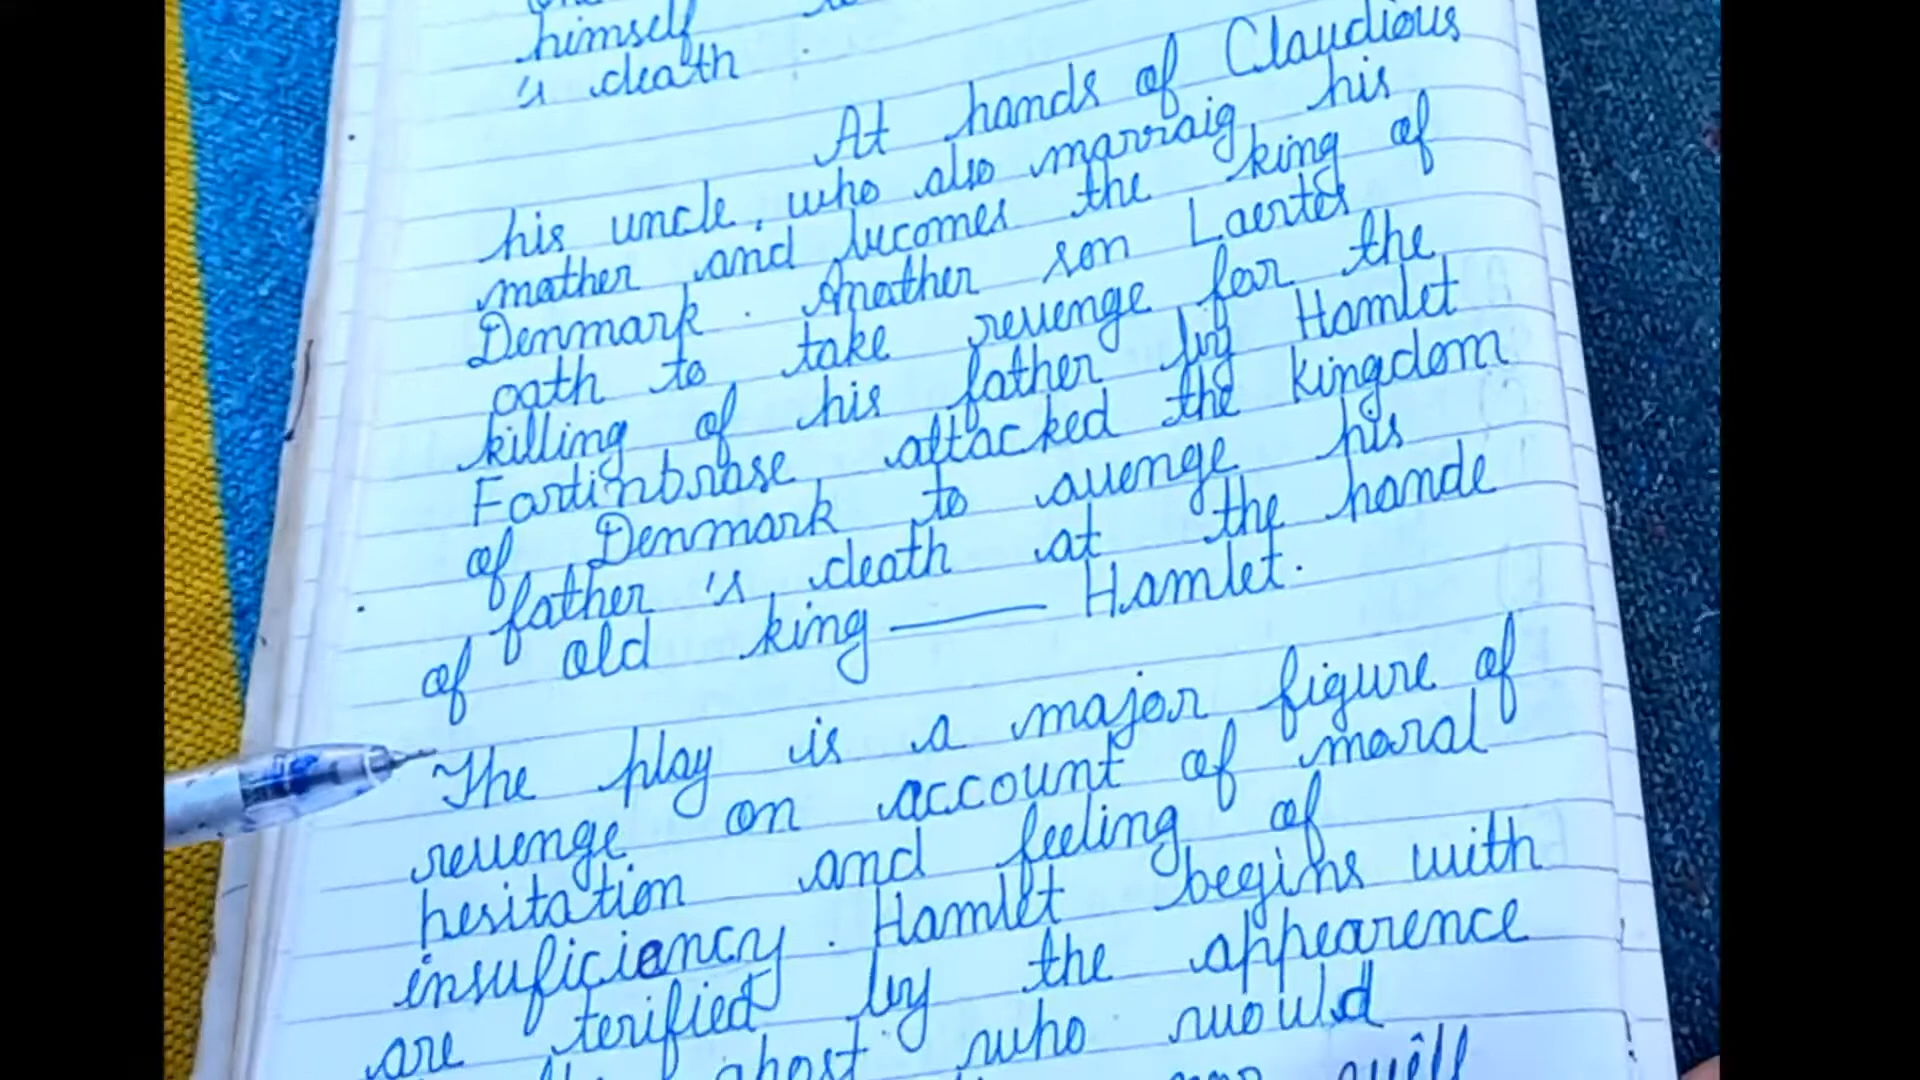 himself
's death
At hands of Claudious
his uncle, who also marraig his
mather and becomes the king of
Denmark. Anather son Laertes
oath to take revenge for the
killing of his father by Hamlet
Fortinbrase attacked the kingdom
of Denmark to avenge his
father 's death at the hande
of old king — Hamlet.
The play is a major figure of
revenge on account of moral
hesitation and feeling of
insuficiancy. Hamlet begins with
are terified by the appearence
ghost who would